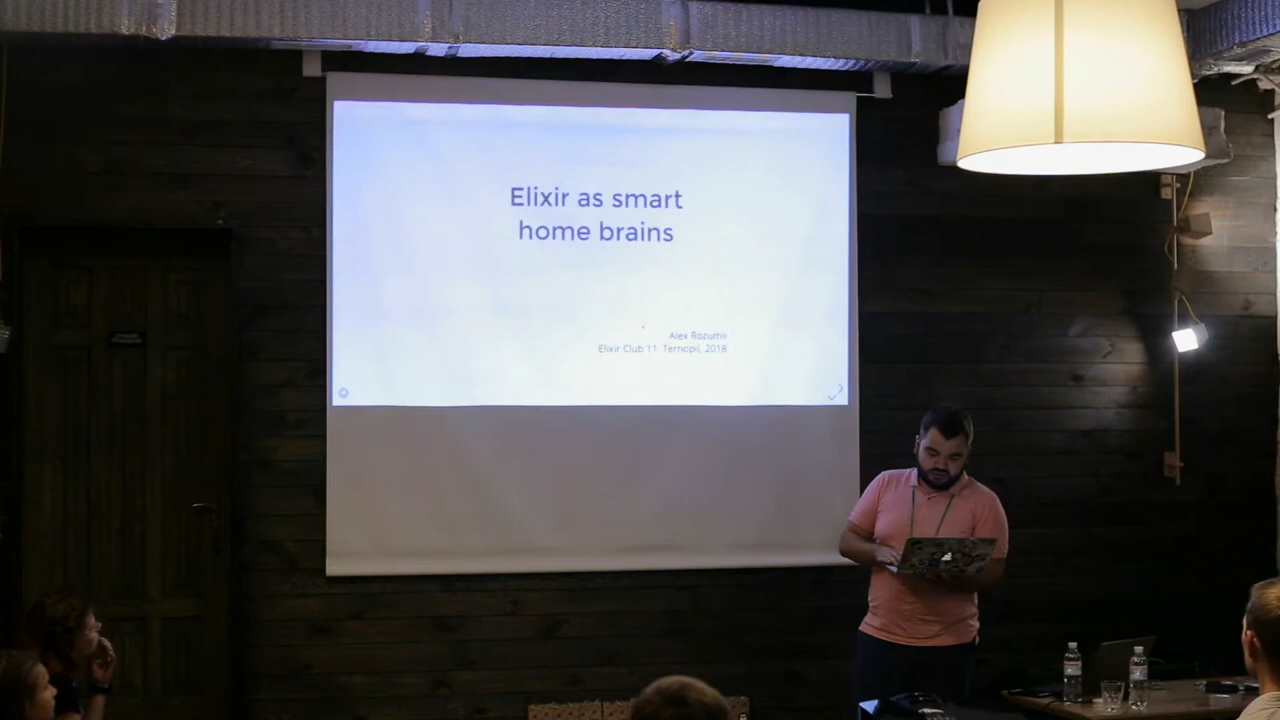 Elixir as smart
home brains
Alex Rozumii
Elixir Club 11 Ternopil, 2018